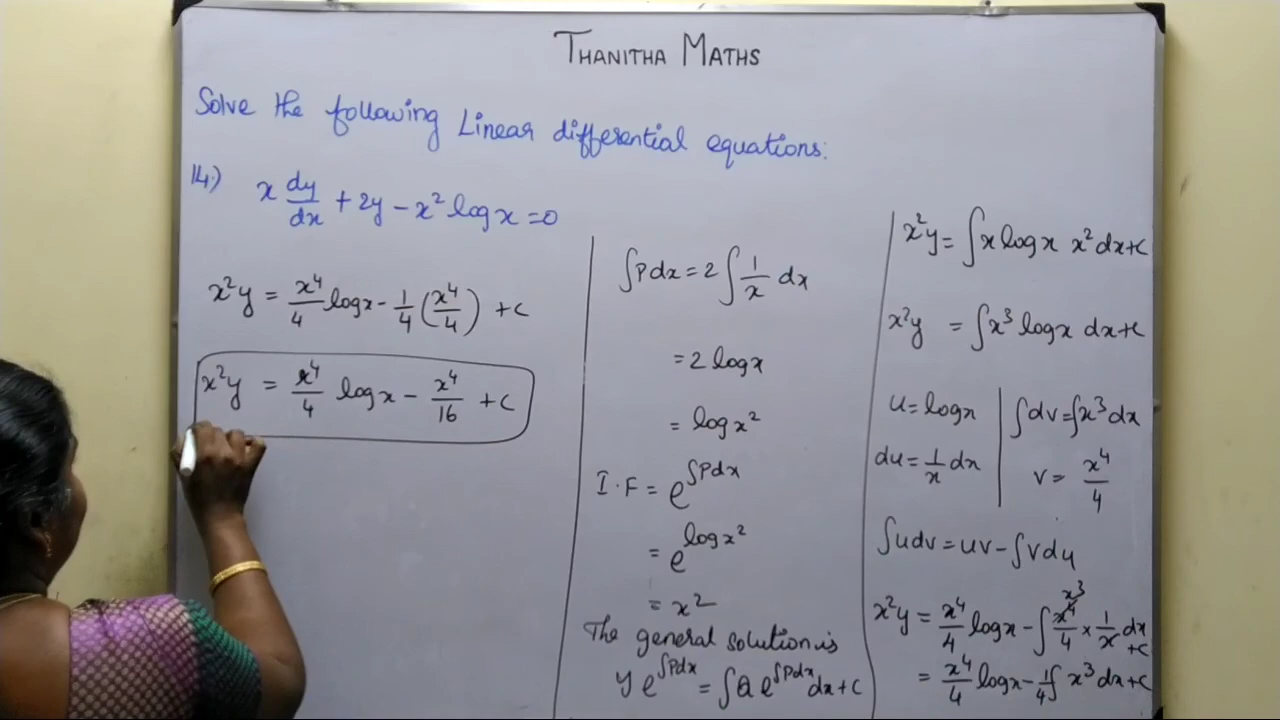 THANITHA MATHS
Solve the following Linear differential equations:
14.) x dy/dx + 2y - x² log x = 0
x²y = x⁴/4 log x - 1/4 (x⁴/4) + c
x²y = x⁴/4 log x - x⁴/16 + c
∫Pdx = 2 ∫ 1/x dx
= 2 log x
= log x²
I.F = e^∫Pdx
= e^log x²
= x²
The general solution is
y e^∫Pdx = ∫Q e^∫Pdx dx + c
x²y = ∫x log x x² dx + c
x²y = ∫x³ log x dx + c
u = log x | ∫dv = ∫x³ dx
du = 1/x dx | v = x⁴/4
∫udv = uv - ∫vdu
x²y = x⁴/4 log x - ∫ x⁴/4 × 1/x dx + c
x³
= x⁴/4 log x - 1/4 ∫ x³ dx + c